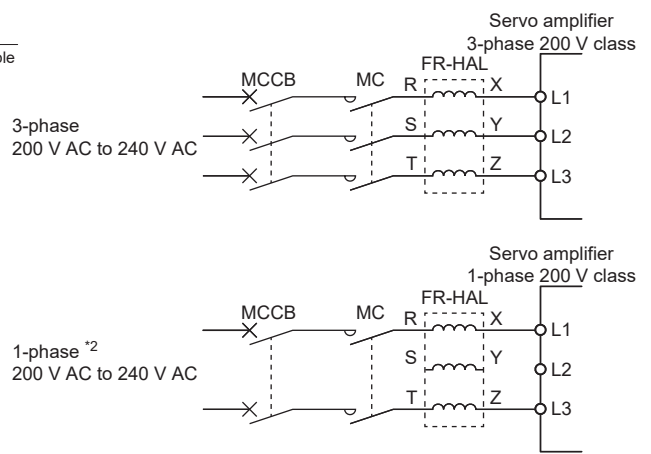 Servo amplifier
3-phase 200 V class
FR-HAL
MCCB MC R X
L1
3-phase
200 V AC to 240 V AC
S Y
L2
T Z
L3
Servo amplifier
1-phase 200 V class
FR-HAL
MCCB MC R X
L1
1-phase *2
200 V AC to 240 V AC
S Y
L2
T Z
L3